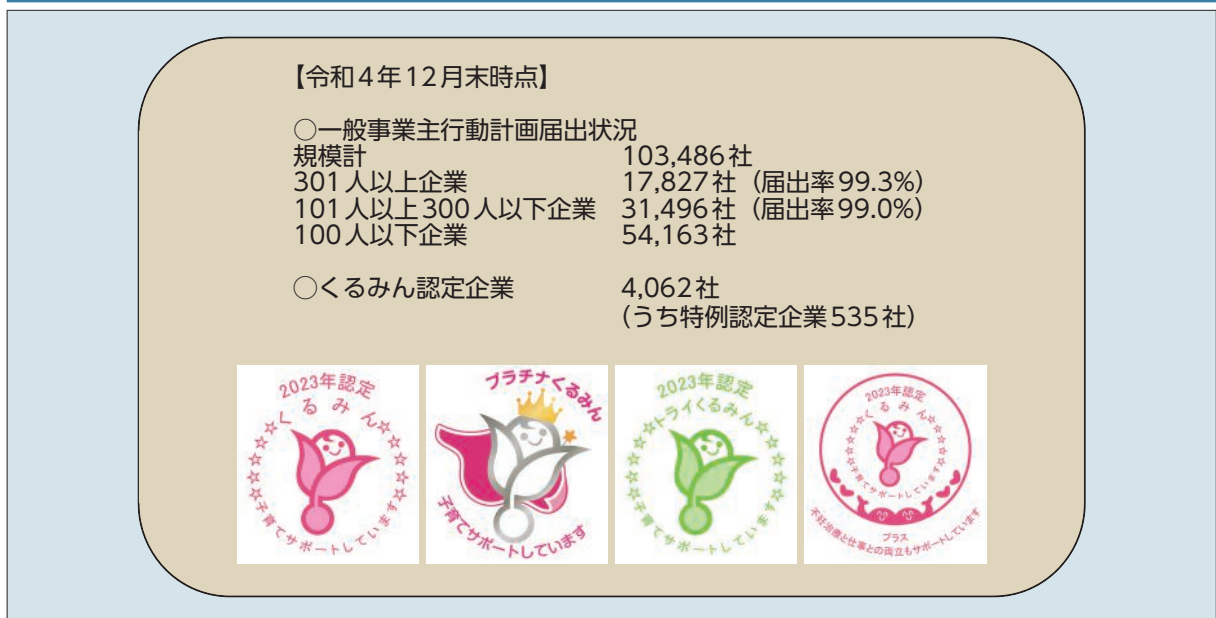 【令和4年12月末時点】
○一般事業主行動計画届出状況
規模計 103,486社
301人以上企業 17,827社（届出率99.3%）
101人以上300人以下企業 31,496社（届出率99.0%）
100人以下企業 54,163社
○くるみん認定企業 4,062社
（うち特例認定企業535社）
2023年認定
☆☆☆くるみん☆☆☆
子育てサポートしています
プラチナくるみん
子育てサポートしています
2023年認定
トライくるみん
子育てサポートしています
2023年認定
くるみん
子育てサポートしています
プラス
不妊治療と仕事との両立もサポートしています